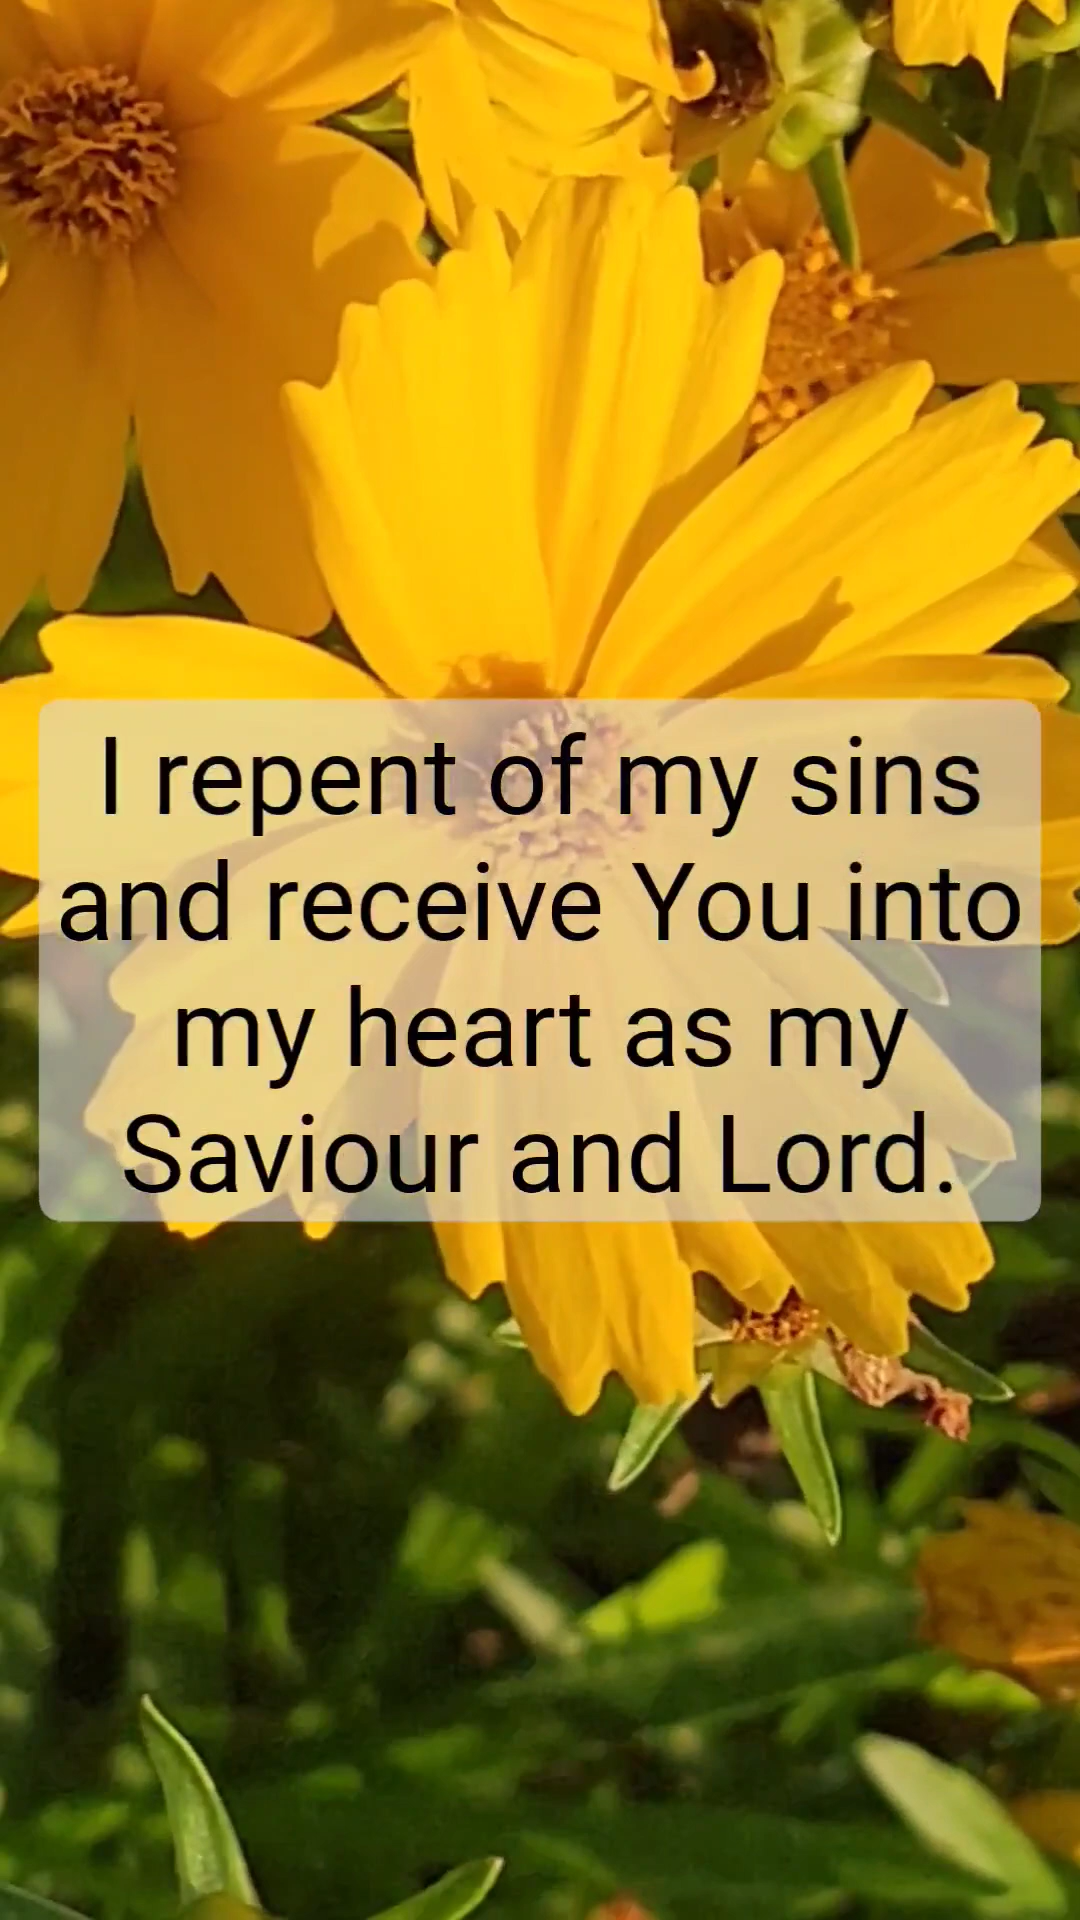 I repent of my sins
and receive You into
my heart as my
Saviour and Lord.